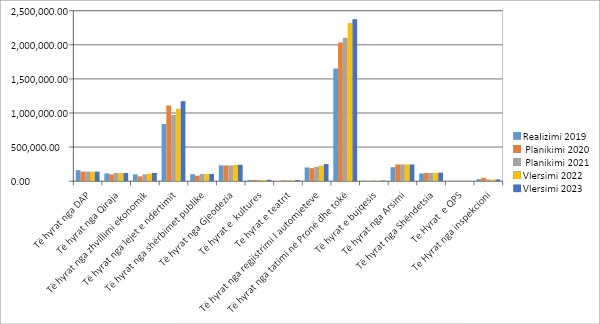 2,500,000.00
2,000,000.00
1,500,000.00
1,000,000.00
500,000.00
0.00
Të hyrat nga DAP
Të hyrat nga Qiraja
Të hyrat nga zhvillimi ekonomik
Të hyrat nga lejet e ndërtimit
Të hyrat nga shërbimet publike
Të hyrat nga Gjeodezia
Të hyrat e kultures
Te hyrat e teatrit
Të hyrat nga regjistrimi I automjeteve
Të hyrat nga tatimi në Pronë dhe tokë
Të hyrat e bujqesis
Të hyrat nga Arsimi
Të hyrat nga Shëndetsia
Te Hyrat e QPS
Te Hyrat nga inspekcioni
Realizimi 2019
Planikimi 2020
Planikimi 2021
Vlersimi 2022
Vlersimi 2023